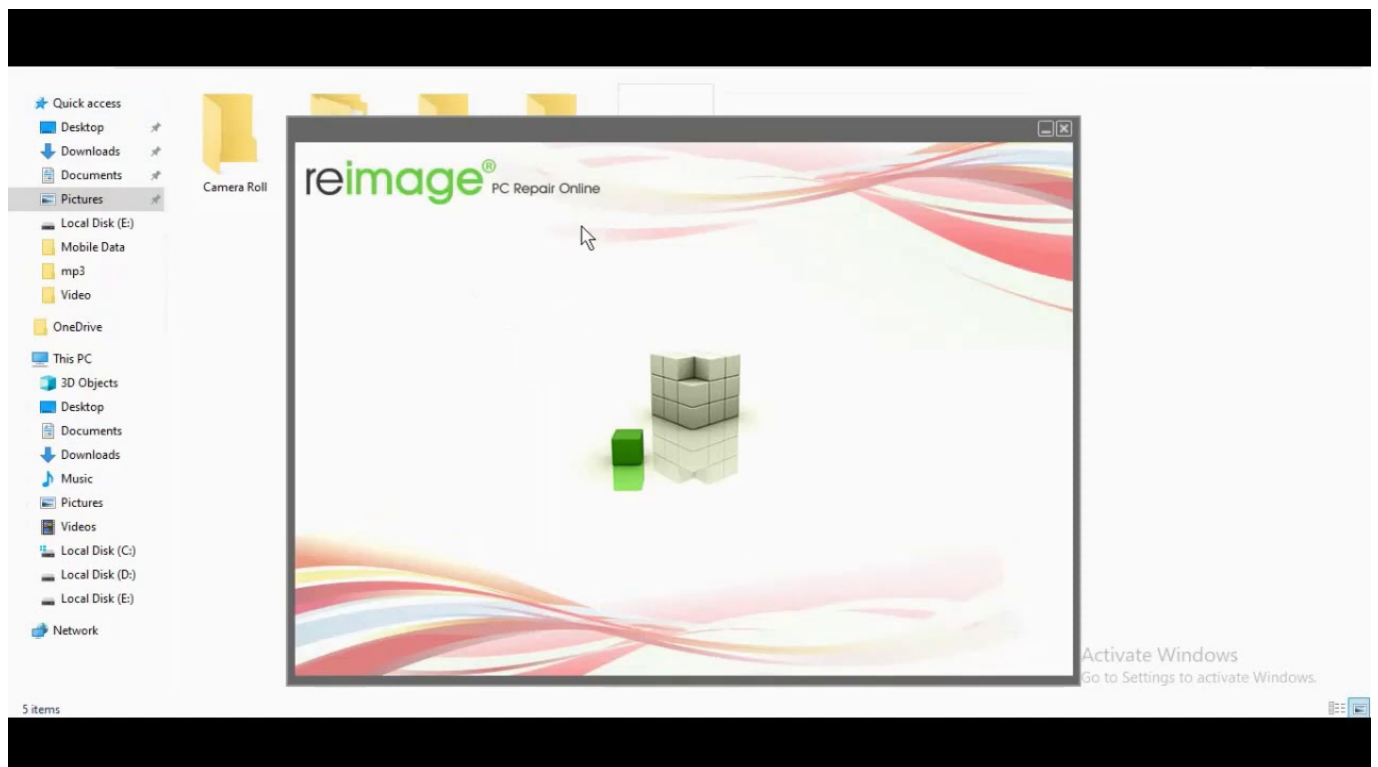 Quick access
Desktop
Downloads
Documents
Pictures
Local Disk (E:)
Mobile Data
mp3
Video
OneDrive
This PC
3D Objects
Desktop
Documents
Downloads
Music
Pictures
Videos
Local Disk (C:)
Local Disk (D:)
Local Disk (E:)
Network
5 items
Camera Roll
reimage® PC Repair Online
Activate Windows
Go to Settings to activate Windows.